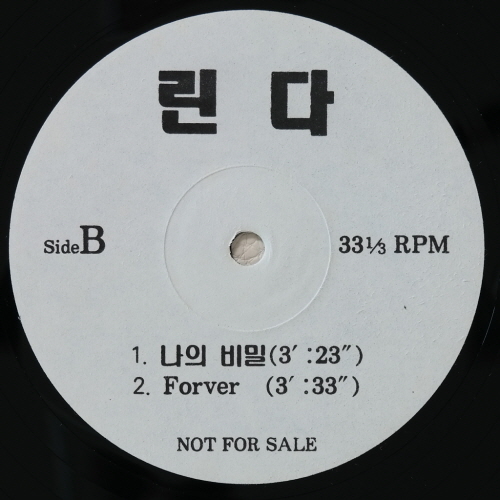 린 다
Side B 33⅓ RPM
1. 나의 비밀(3′ :23″)
2. Forver (3′ :33″)
NOT FOR SALE